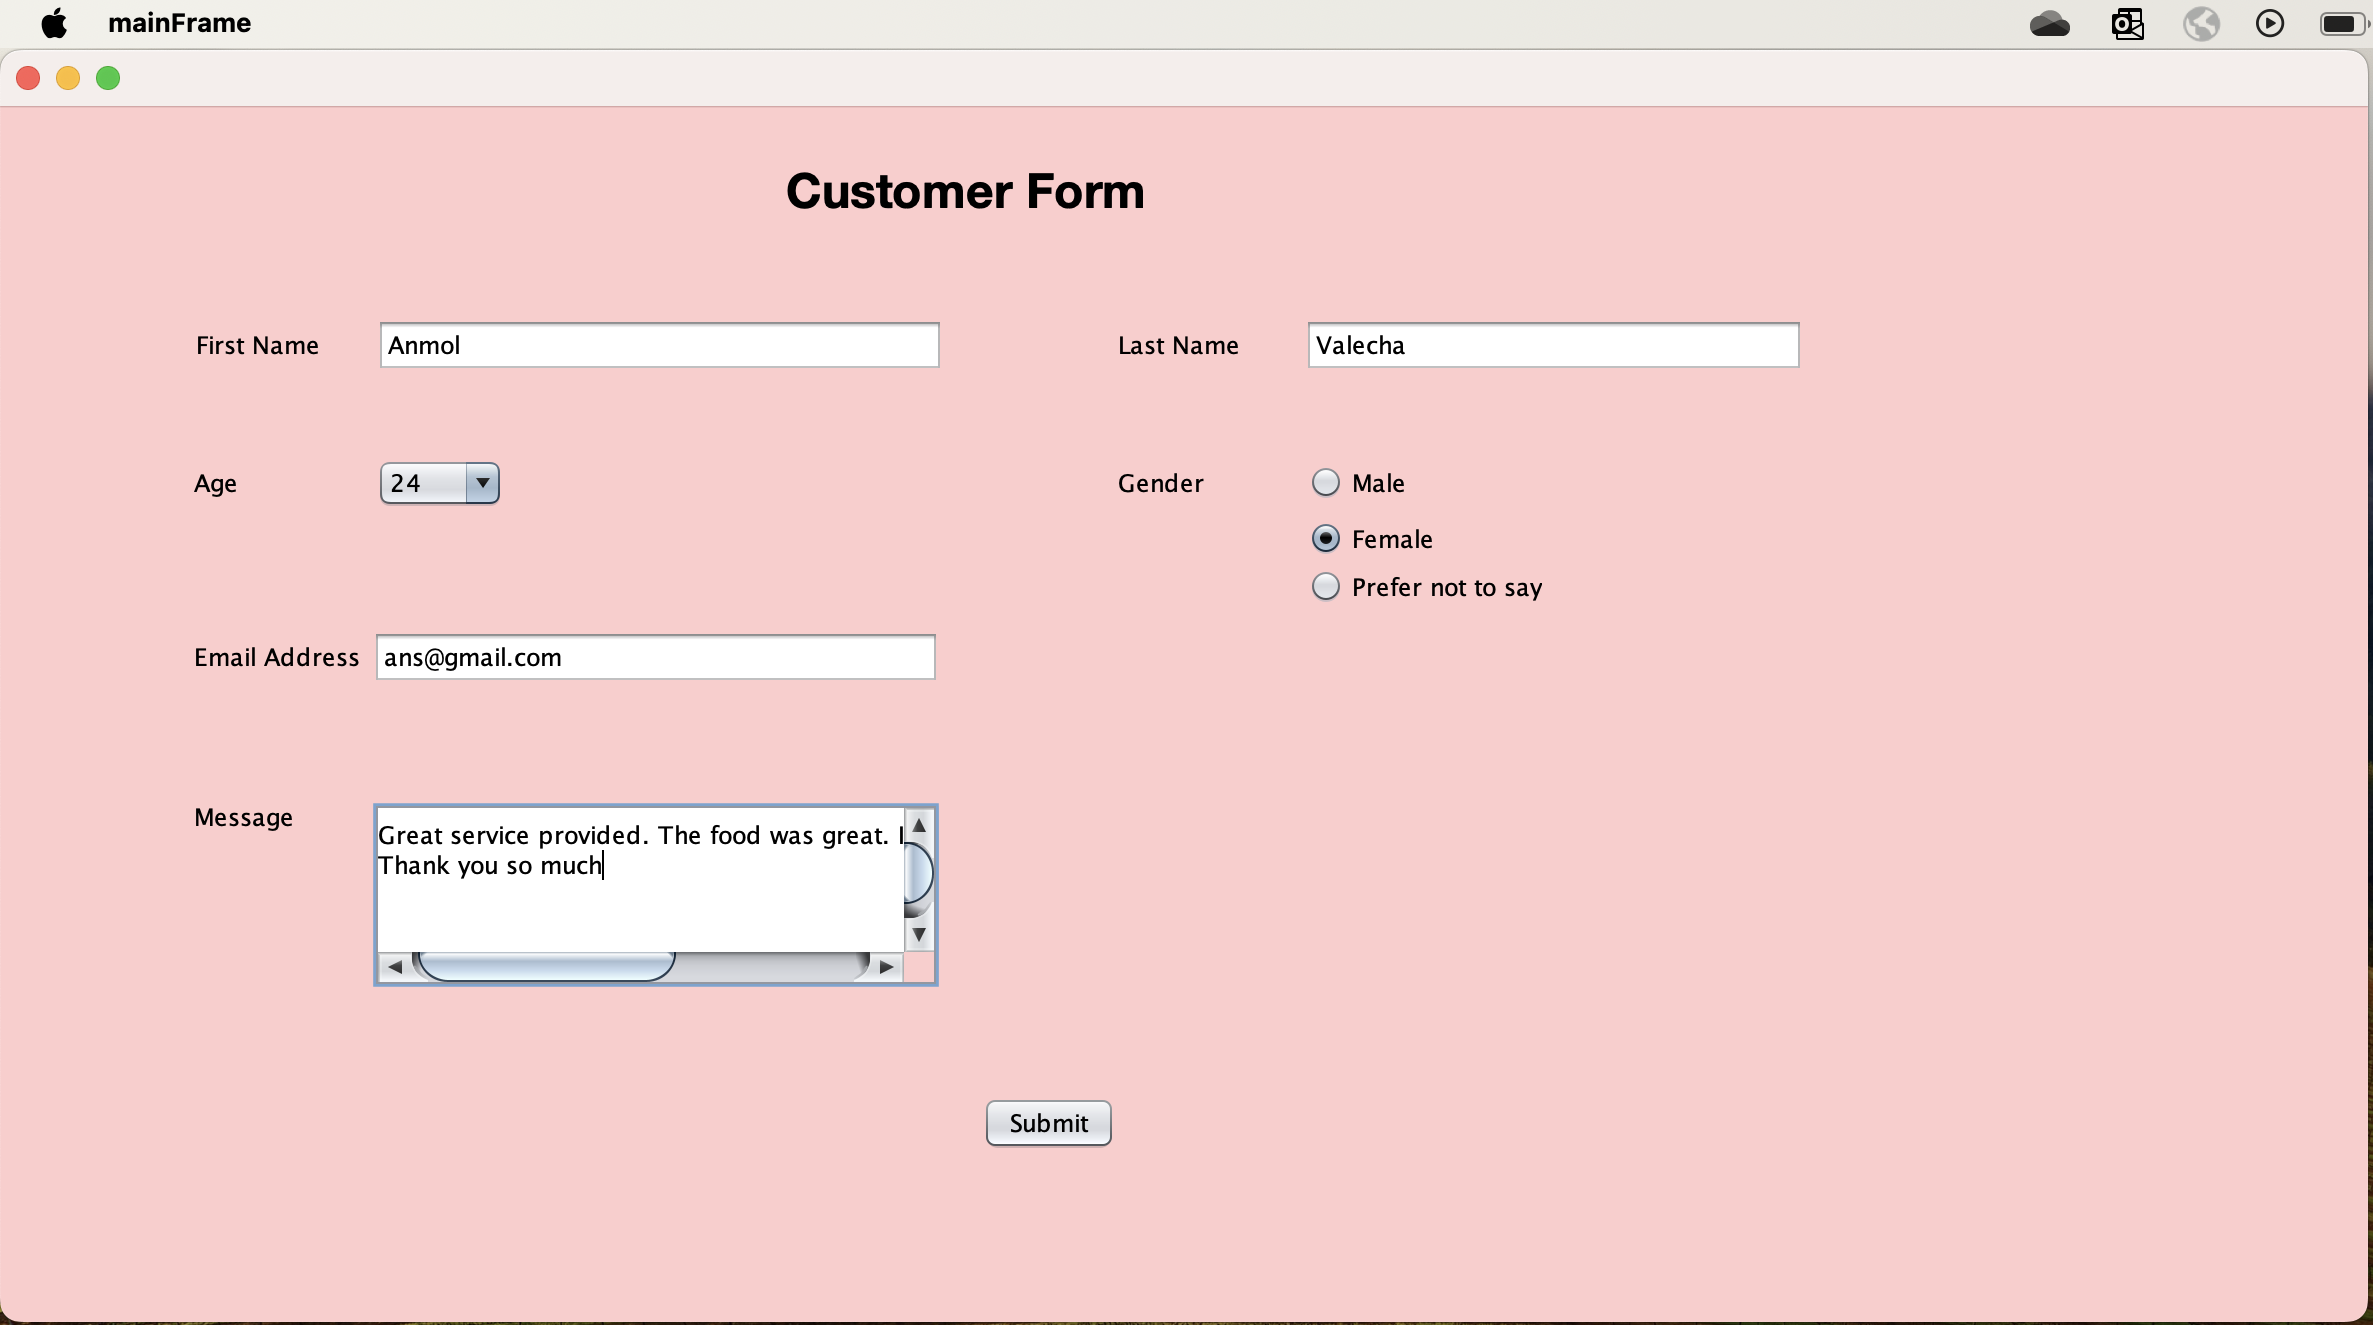 mainFrame
Customer Form
First Name
Anmol
Last Name
Valecha
Age
24
Gender
Male
Female
Prefer not to say
Email Address
ans@gmail.com
Message
Great service provided. The food was great.
Thank you so much
Submit